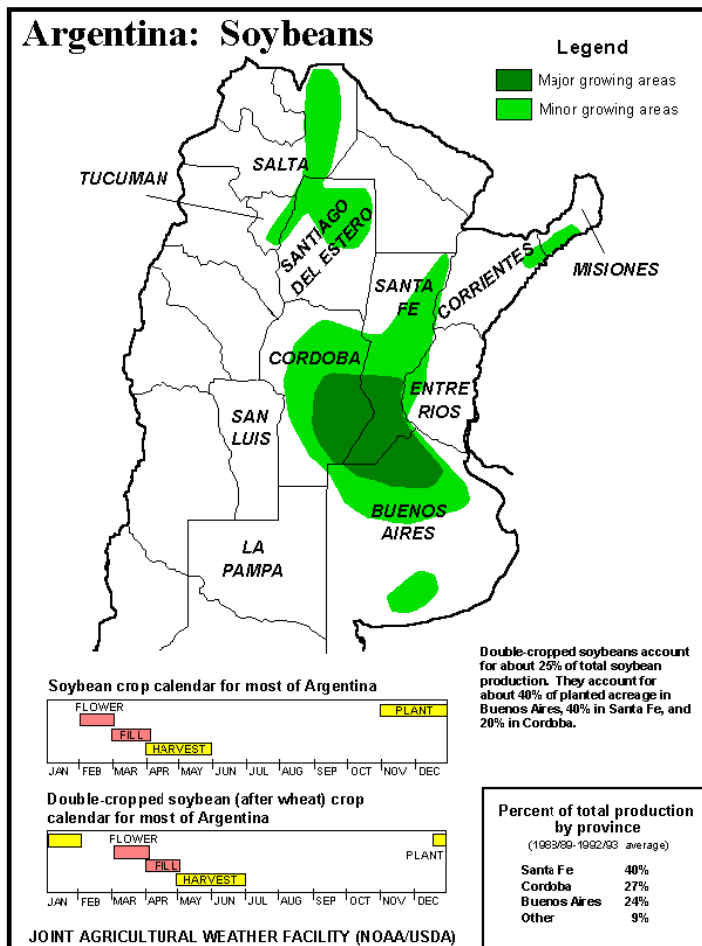 Argentina: Soybeans
Legend
Major growing areas
Minor growing areas
SALTA
TUCUMAN
SANTIAGO
DEL ESTERO
MISIONES
CORRIENTES
SANTA
FE
CORDOBA
ENTRE
RIOS
SAN
LUIS
BUENOS
AIRES
LA
PAMPA
Double-cropped soybeans account
for about 25% of total soybean
production. They account for
about 40% of planted acreage in
Buenos Aires, 40% in Santa Fe, and
20% in Cordoba.
Soybean crop calendar for most of Argentina
FLOWER
PLANT
FILL
HARVEST
JAN FEB MAR APR MAY JUN JUL AUG SEP OCT NOV DEC
Double-cropped soybean (after wheat) crop
calendar for most of Argentina
FLOWER
PLANT
FILL
HARVEST
JAN FEB MAR APR MAY JUN JUL AUG SEP OCT NOV DEC
Percent of total production
by province
(1988/89-1992/93 average)
Santa Fe 40%
Cordoba 27%
Buenos Aires 24%
Other 9%
JOINT AGRICULTURAL WEATHER FACILITY (NOAA/USDA)